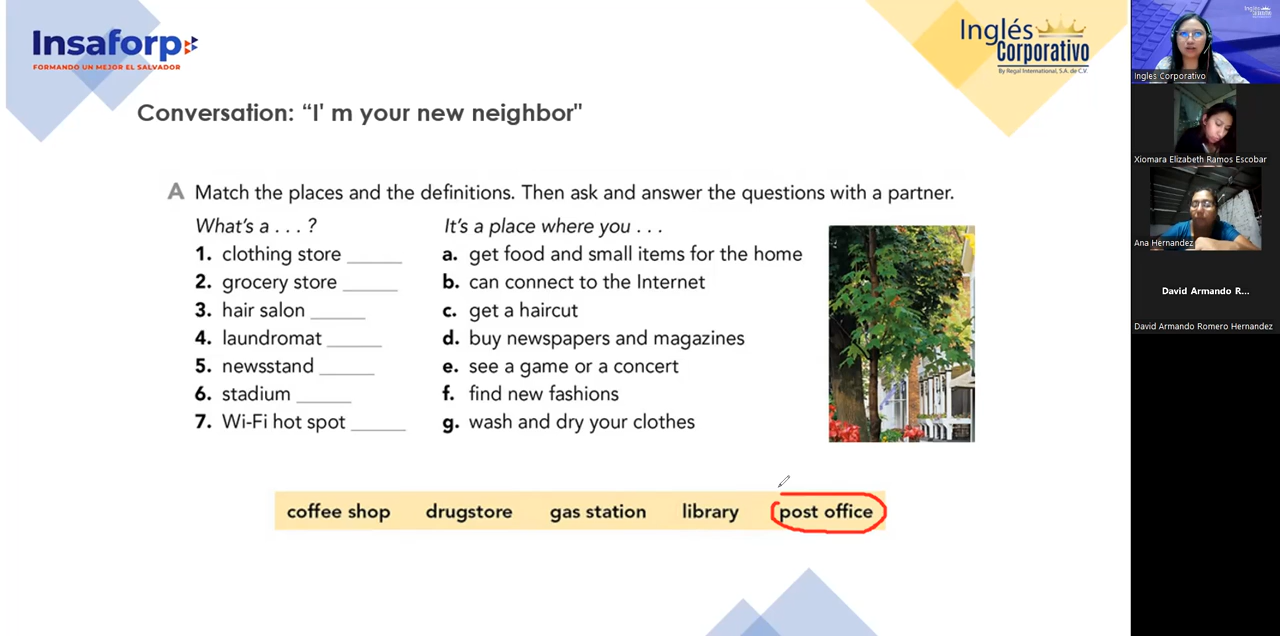 Insaforp
FORMANDO UN MEJOR EL SALVADOR
Inglés
Corporativo
By Regal International, S.A. de C.V.
Conversation: “I' m your new neighbor"
A Match the places and the definitions. Then ask and answer the questions with a partner.
What's a . . . ?
1. clothing store ______
2. grocery store ______
3. hair salon ______
4. laundromat ______
5. newsstand ______
6. stadium ______
7. Wi-Fi hot spot ______
It's a place where you . . .
a. get food and small items for the home
b. can connect to the Internet
c. get a haircut
d. buy newspapers and magazines
e. see a game or a concert
f. find new fashions
g. wash and dry your clothes
coffee shop drugstore gas station library post office
Ingles Corporativo
Xiomara Elizabeth Ramos Escobar
Ana Hernandez
David Armando R...
David Armando Romero Hernandez